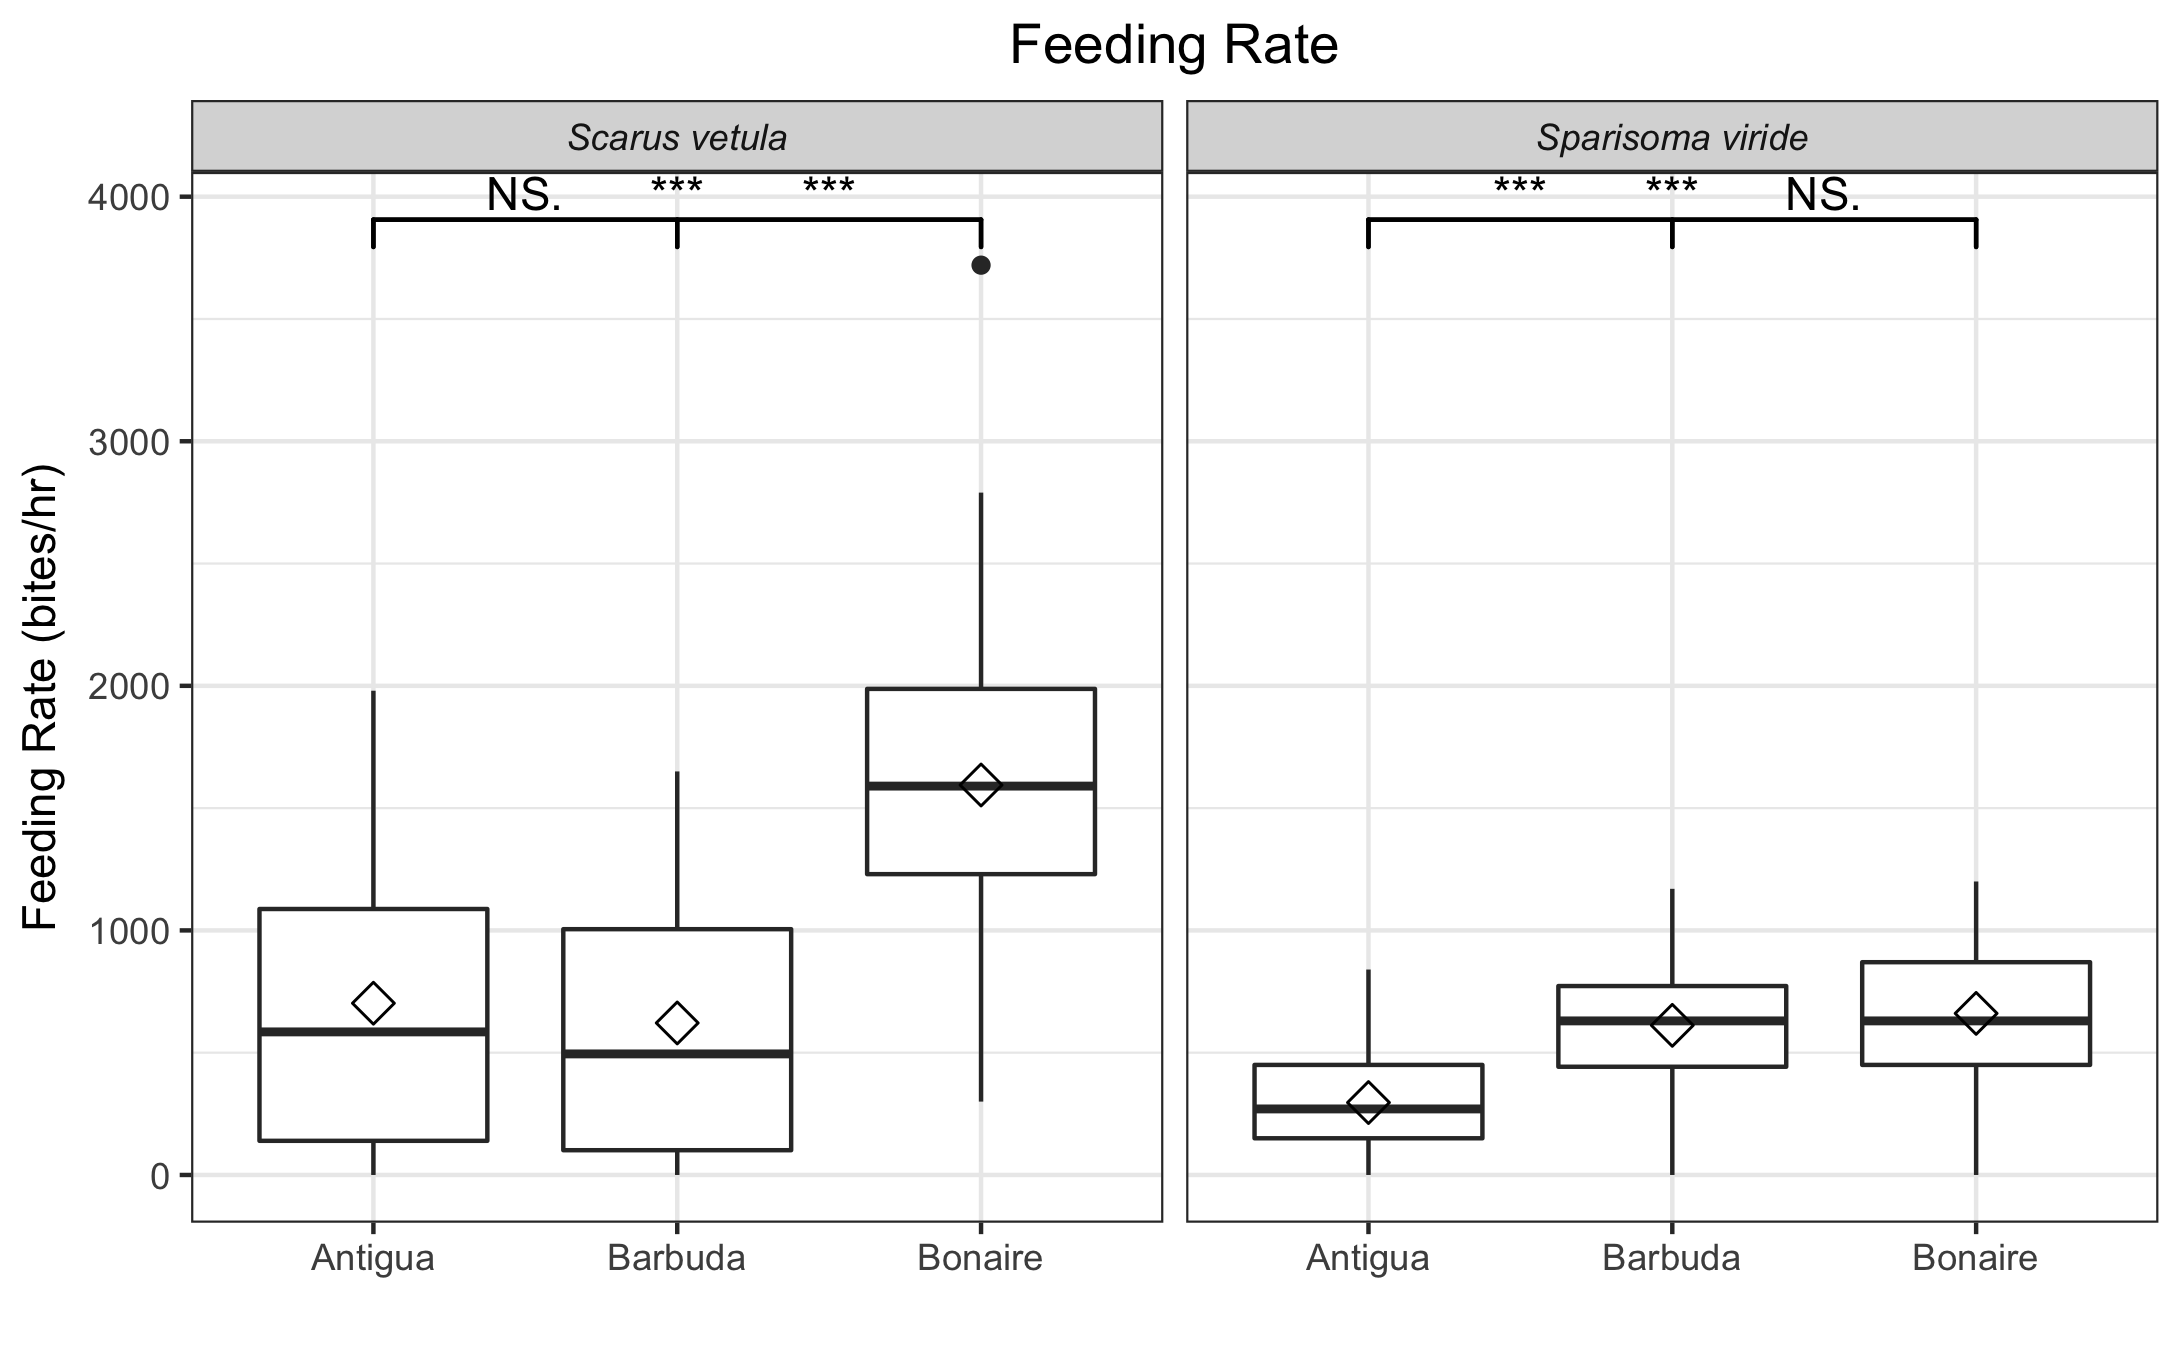 Feeding Rate
Scarus vetula
Sparisoma viride
NS. *** ***
*** *** NS.
4000
3000
2000
1000
0
Feeding Rate (bites/hr)
Antigua Barbuda Bonaire
Antigua Barbuda Bonaire